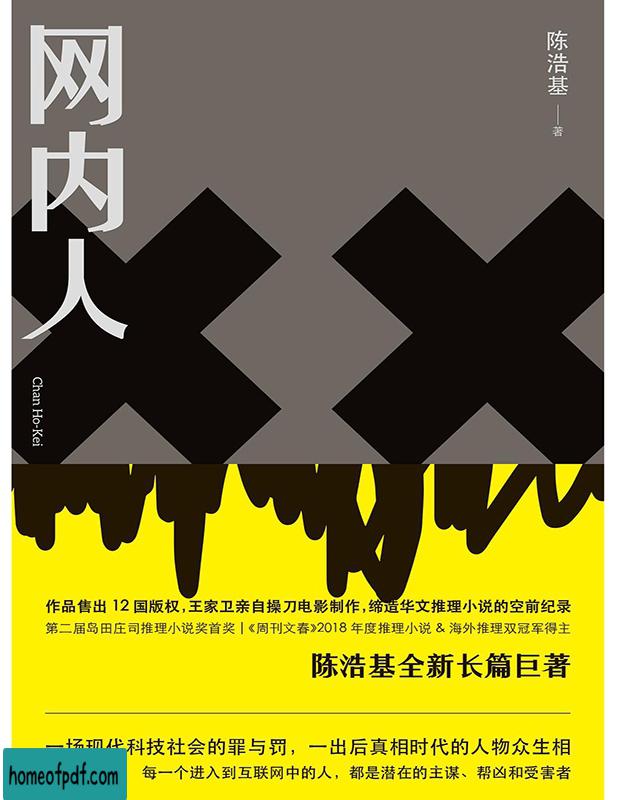 网内人
陈浩基
著
Chan Ho-Kei
作品售出 12 国版权，王家卫亲自操刀电影制作，缔造华文推理小说的空前纪录
第二届岛田庄司推理小说奖首奖 |《周刊文春》2018 年度推理小说 & 海外推理双冠军得主
陈浩基全新长篇巨著
一场现代科技社会的罪与罚，一出后真相时代的人物众生相
每一个进入到互联网中的人，都是潜在的主谋、帮凶和受害者
homeofpdf.com